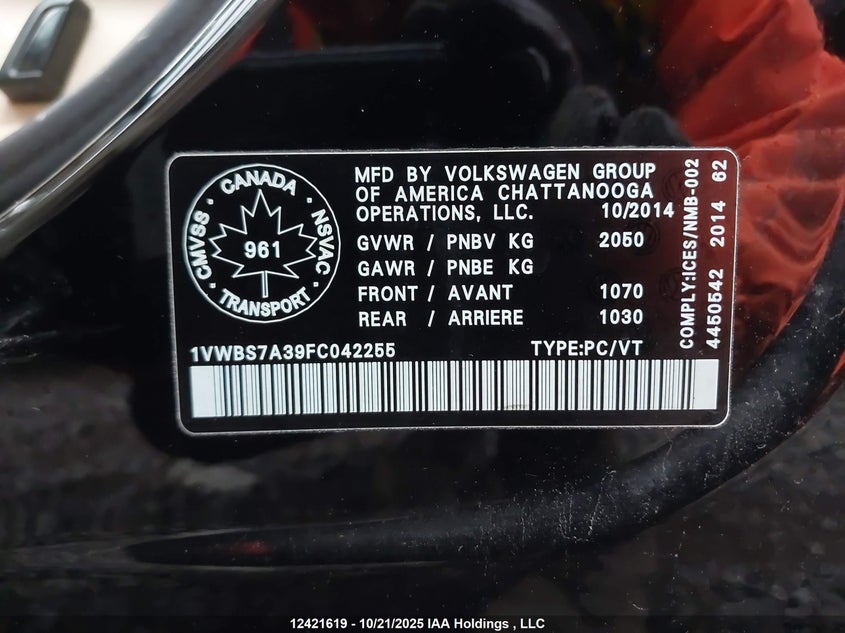 CANADA
CMVSS
NSVAC
961
TRANSPORT
MFD BY VOLKSWAGEN GROUP
OF AMERICA CHATTANOOGA
OPERATIONS, LLC. 10/2014
GVWR / PNBV KG 2050
GAWR / PNBE KG
FRONT / AVANT 1070
REAR / ARRIERE 1030
1VWBS7A39FC042255 TYPE:PC/VT
COMPLY:ICES/NMB-002
4450542 2014 62
12421619 - 10/21/2025 IAA Holdings , LLC